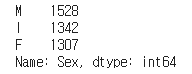 M    1528
I    1342
F    1307
Name: Sex, dtype: int64